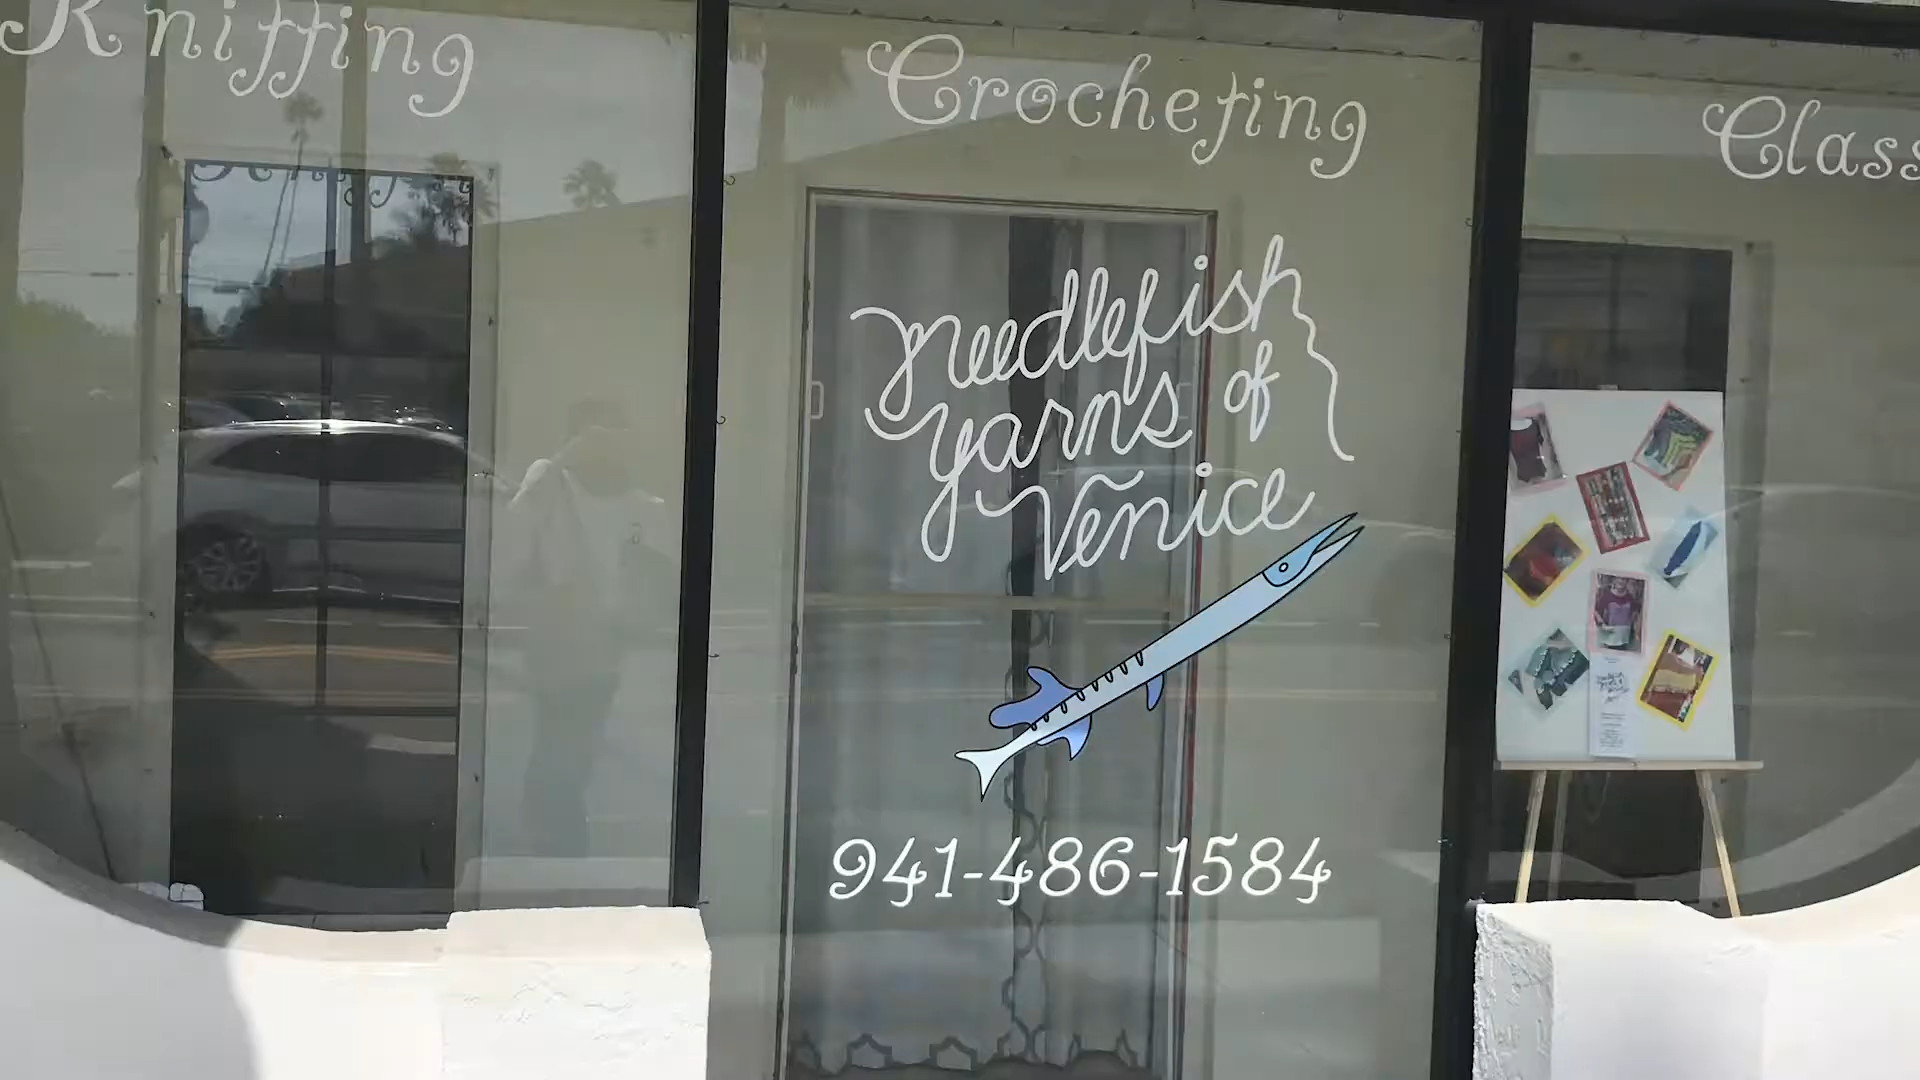 Knitting
Crocheting
Class
Needlefish
yarns of
Venice
941-486-1584